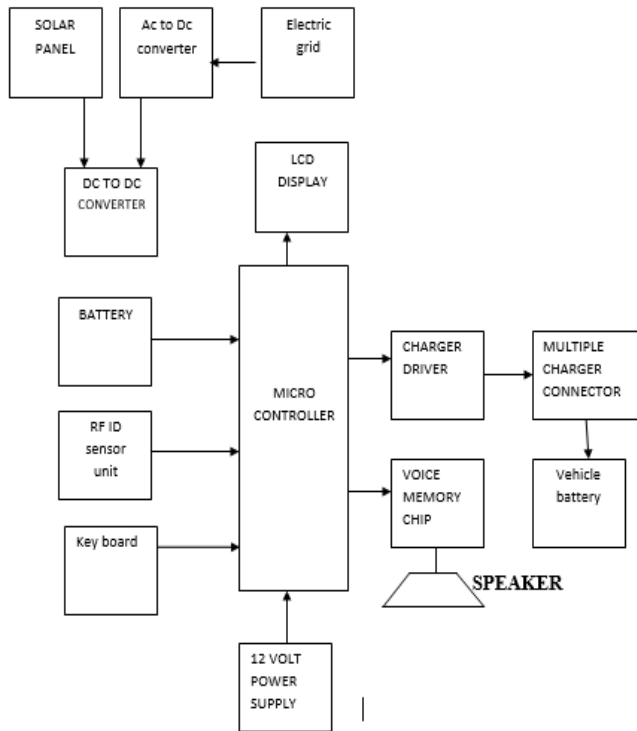 SOLAR
PANEL
Ac to Dc
converter
Electric
grid
DC TO DC
CONVERTER
LCD
DISPLAY
BATTERY
MICRO
CONTROLLER
CHARGER
DRIVER
MULTIPLE
CHARGER
CONNECTOR
RF ID
sensor
unit
VOICE
MEMORY
CHIP
Vehicle
battery
Key board
SPEAKER
12 VOLT
POWER
SUPPLY